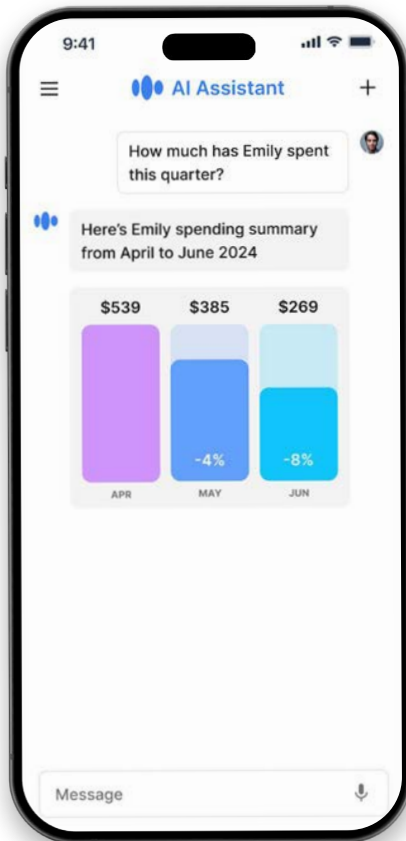 9:41
AI Assistant
How much has Emily spent
this quarter?
Here's Emily spending summary
from April to June 2024
$539 $385 $269
-4% -8%
APR MAY JUN
Message